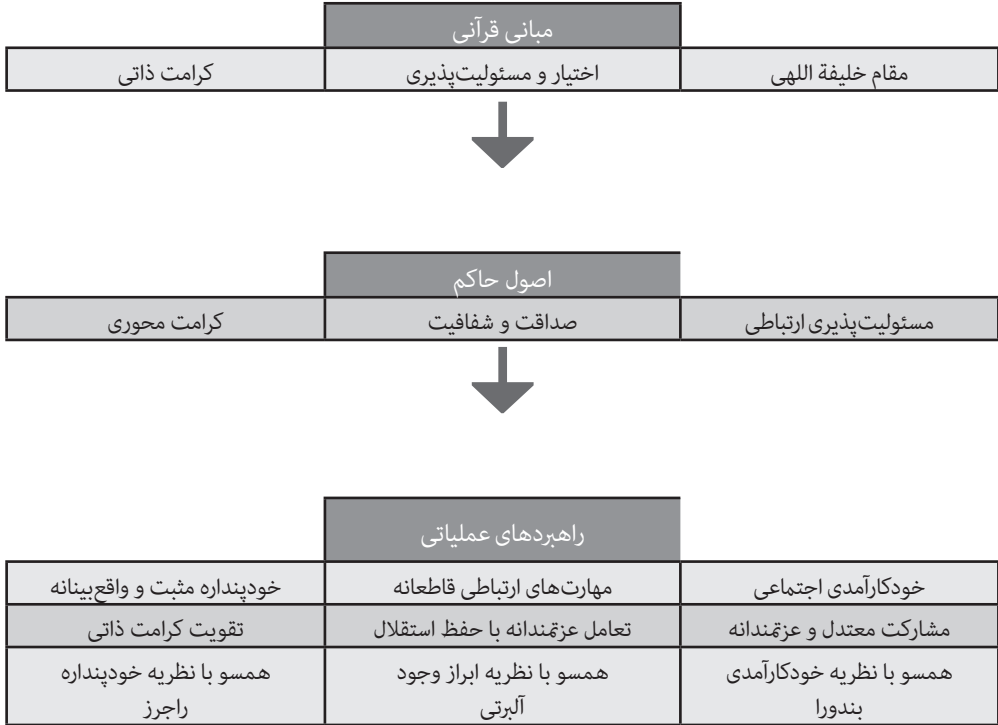 مبانی قرآنی
مقام خلیفة اللهی
اختیار و مسئولیت‌پذیری
کرامت ذاتی
اصول حاکم
مسئولیت‌پذیری ارتباطی
صداقت و شفافیت
کرامت محوری
راهبردهای عملیاتی
خودکارآمدی اجتماعی
مهارت‌های ارتباطی قاطعانه
خودپنداره مثبت و واقع‌بینانه
مشارکت معتدل و عزتمندانه
تعامل عزتمندانه با حفظ استقلال
تقویت کرامت ذاتی
همسو با نظریه خودکارآمدی
بندورا
همسو با نظریه ابراز وجود
آلبرتی
همسو با نظریه خودپنداره
راجرز